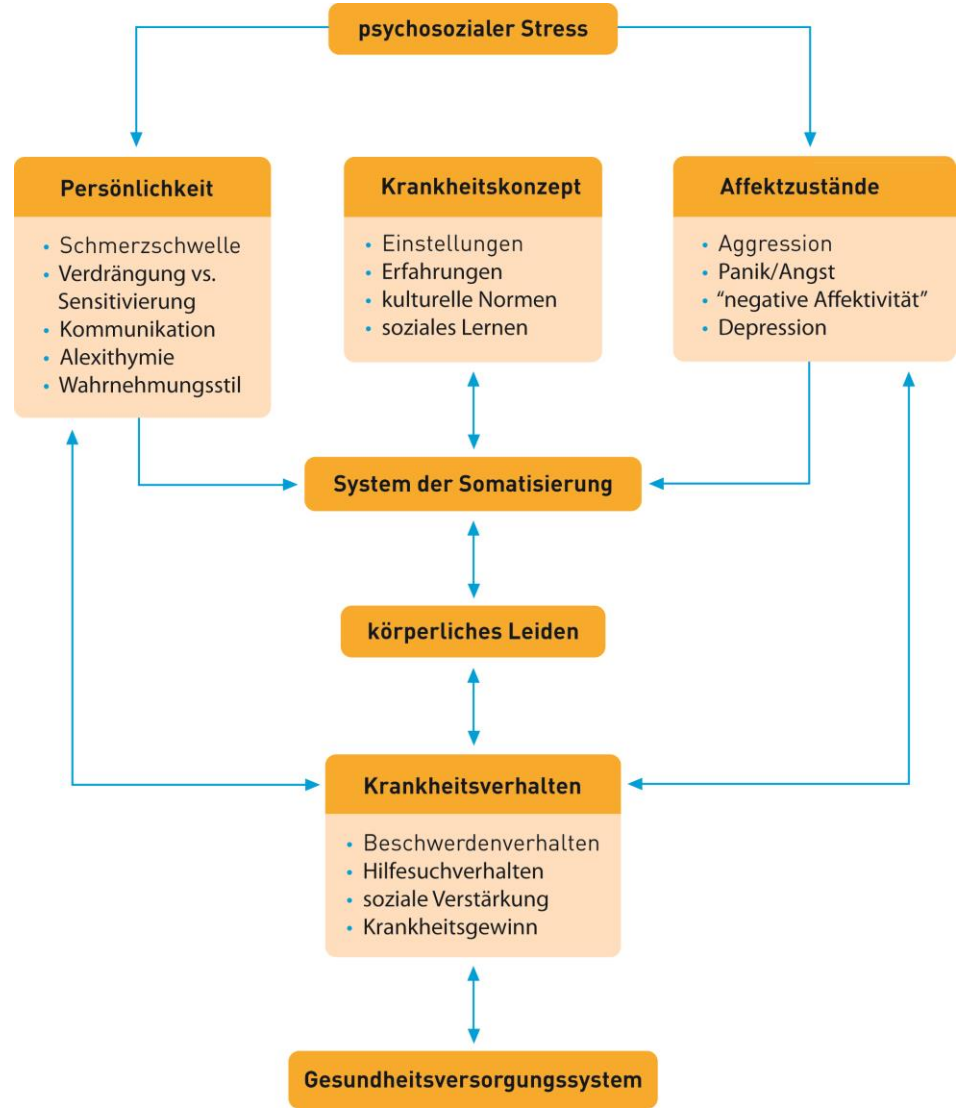 psychosozialer Stress
Persönlichkeit
• Schmerzschwelle
• Verdrängung vs.
Sensitivierung
• Kommunikation
• Alexithymie
• Wahrnehmungsstil
Krankheitskonzept
• Einstellungen
• Erfahrungen
• kulturelle Normen
• soziales Lernen
Affektzustände
• Aggression
• Panik/Angst
• “negative Affektivität”
• Depression
System der Somatisierung
körperliches Leiden
Krankheitsverhalten
• Beschwerdenverhalten
• Hilfesuchverhalten
• soziale Verstärkung
• Krankheitsgewinn
Gesundheitsversorgungssystem